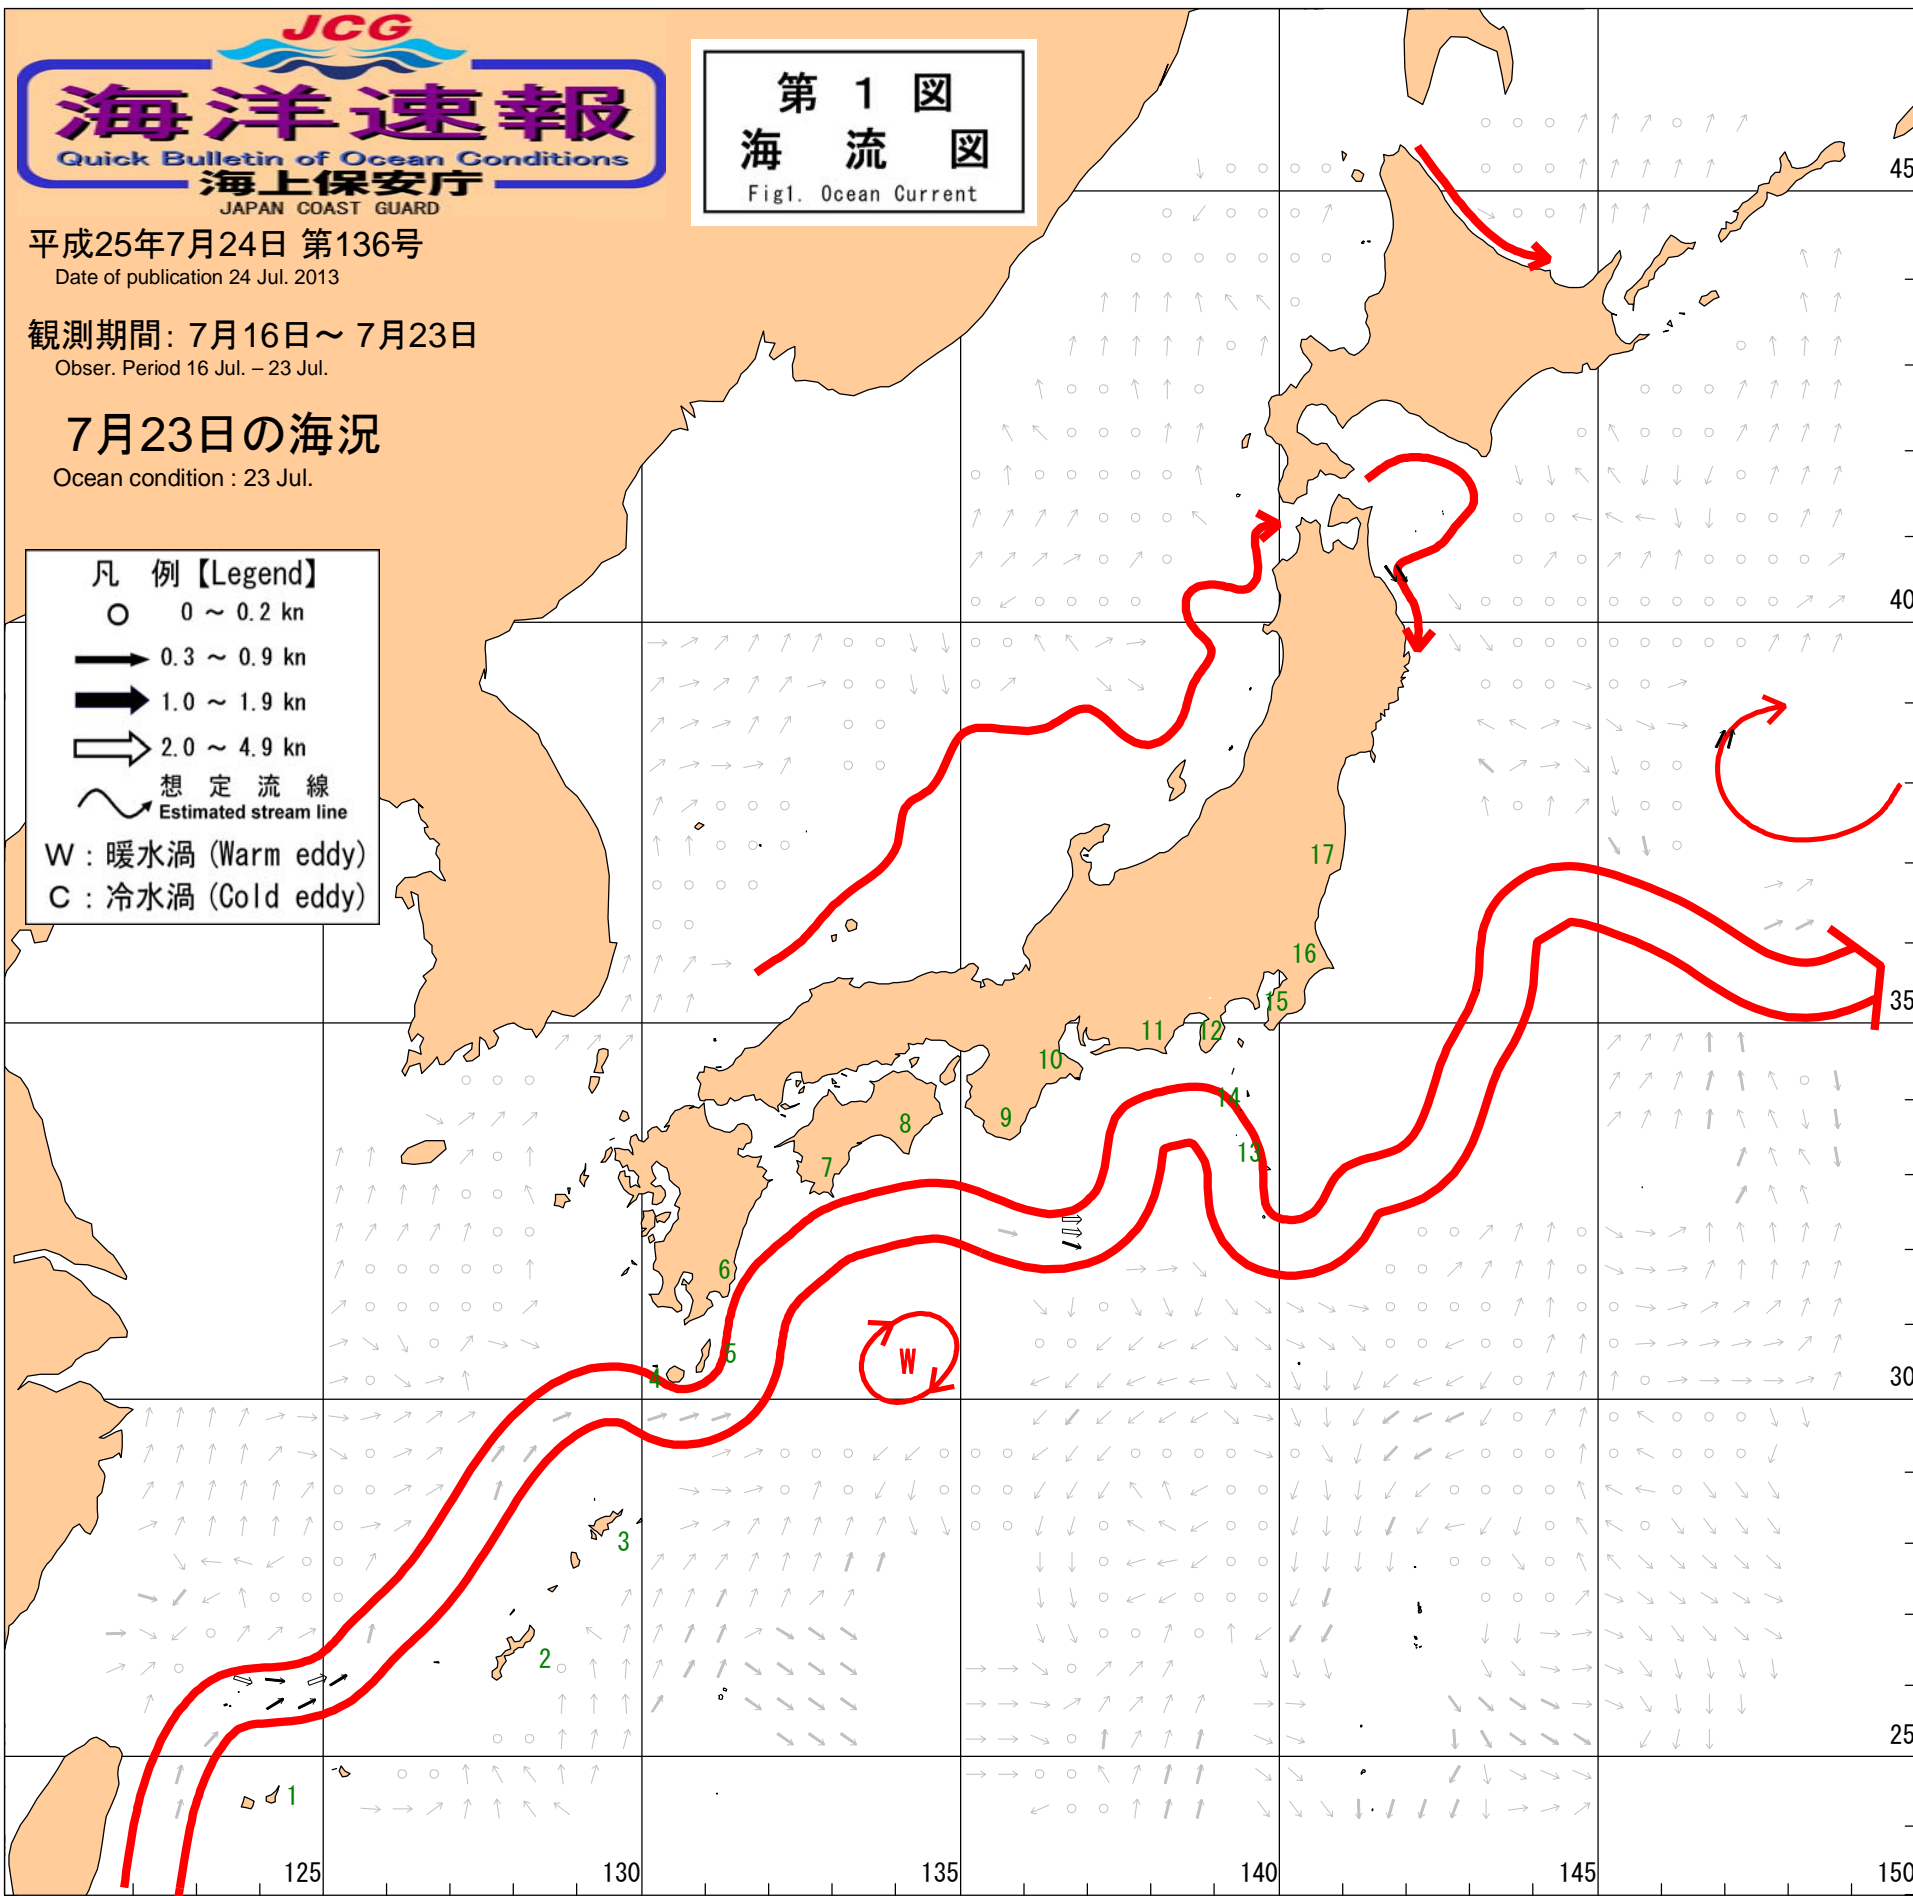 JCG
海洋速報
Quick Bulletin of Ocean Conditions
海上保安庁
JAPAN COAST GUARD
第 1 図
海 流 図
Fig1. Ocean Current
平成25年7月24日 第136号
Date of publication 24 Jul. 2013
観測期間: 7月16日～ 7月23日
Obser. Period 16 Jul. – 23 Jul.
7月23日の海況
Ocean condition : 23 Jul.
凡 例【Legend】
0 ～ 0.2 kn
0.3 ～ 0.9 kn
1.0 ～ 1.9 kn
2.0 ～ 4.9 kn
想 定 流 線
Estimated stream line
W : 暖水渦 (Warm eddy)
C : 冷水渦 (Cold eddy)
45
40
17
16
35
15
12
11
10
14
9
8
13
7
6
5
W
4
30
3
2
25
1
125
130
135
140
145
150